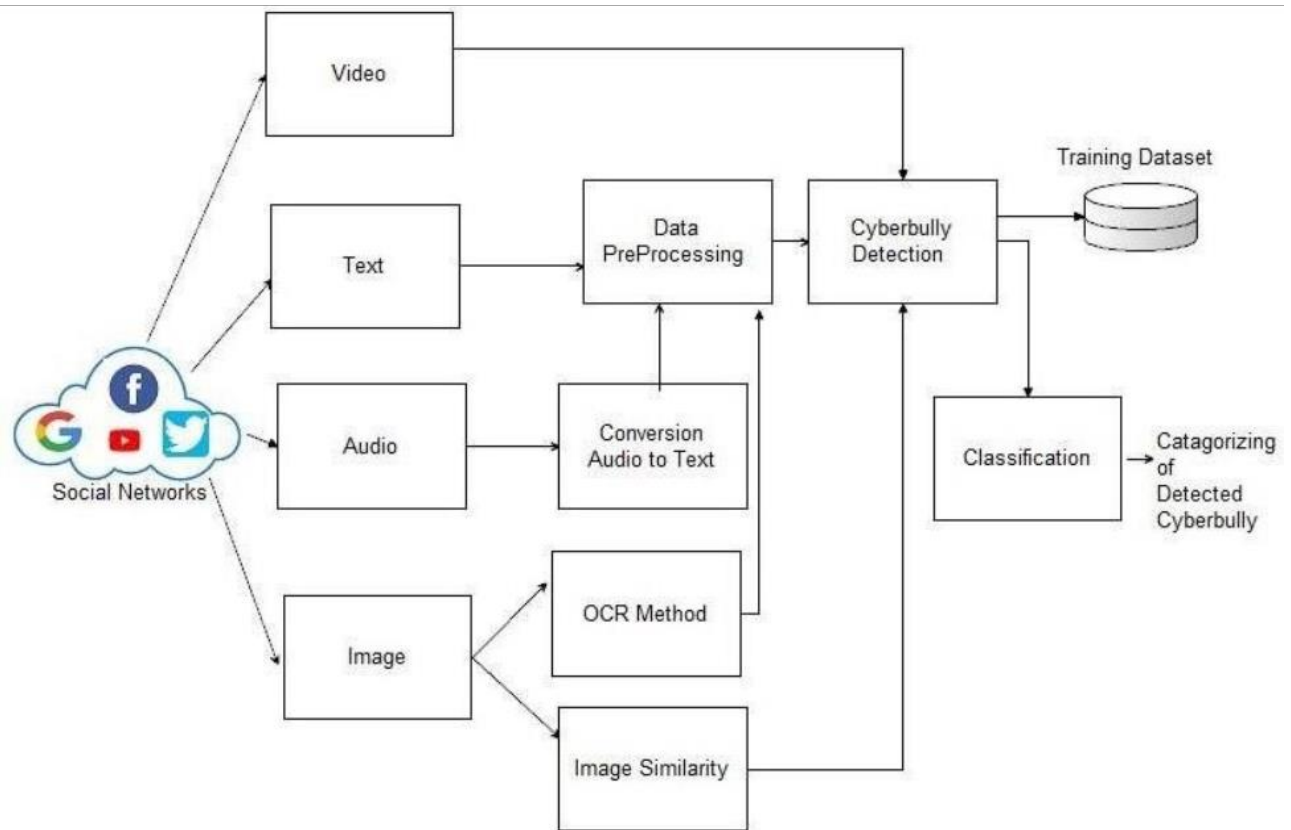 Video
Training Dataset
Data
PreProcessing
Cyberbully
Detection
Text
f
G
Social Networks
Audio
Conversion
Audio to Text
Classification
Catagorizing
of
Detected
Cyberbully
OCR Method
Image
Image Similarity